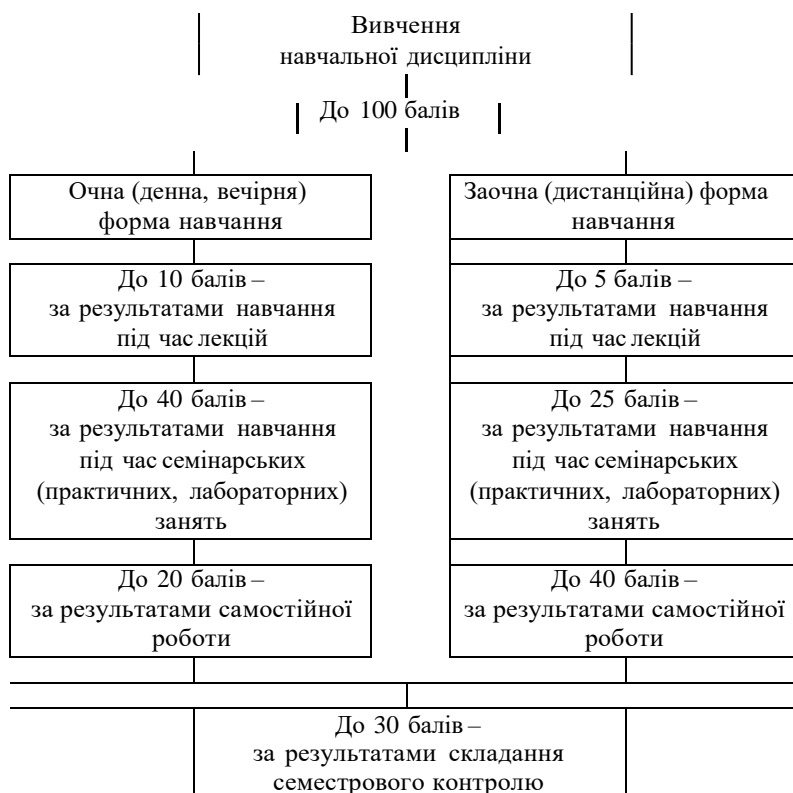 Вивчення
навчальної дисципліни
До 100 балів
Очна (денна, вечірня)
форма навчання
До 10 балів –
за результатами навчання
під час лекцій
До 40 балів –
за результатами навчання
під час семінарських
(практичних, лабораторних)
занять
До 20 балів –
за результатами самостійної
роботи
Заочна (дистанційна) форма
навчання
До 5 балів –
за результатами навчання
під час лекцій
До 25 балів –
за результатами навчання
під час семінарських
(практичних, лабораторних)
занять
До 40 балів –
за результатами самостійної
роботи
До 30 балів –
за результатами складання
семестрового контролю